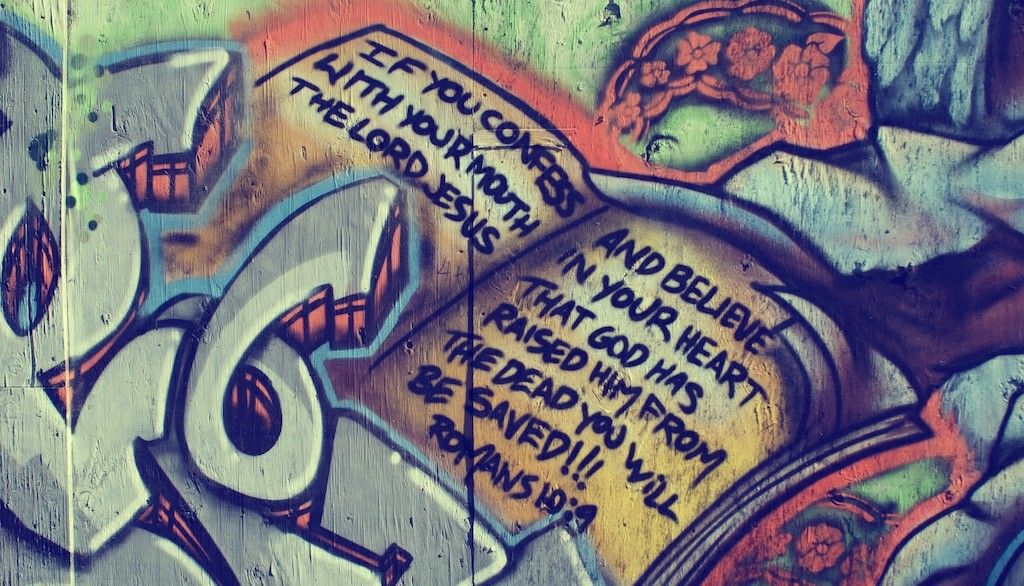 IF YOU CONFESS
WITH YOUR MOUTH
THE LORD JESUS
AND BELIEVE
IN YOUR HEART
THAT GOD HAS
RAISED HIM FROM
THE DEAD YOU WILL
BE SAVED!!!
ROMANS 10:9